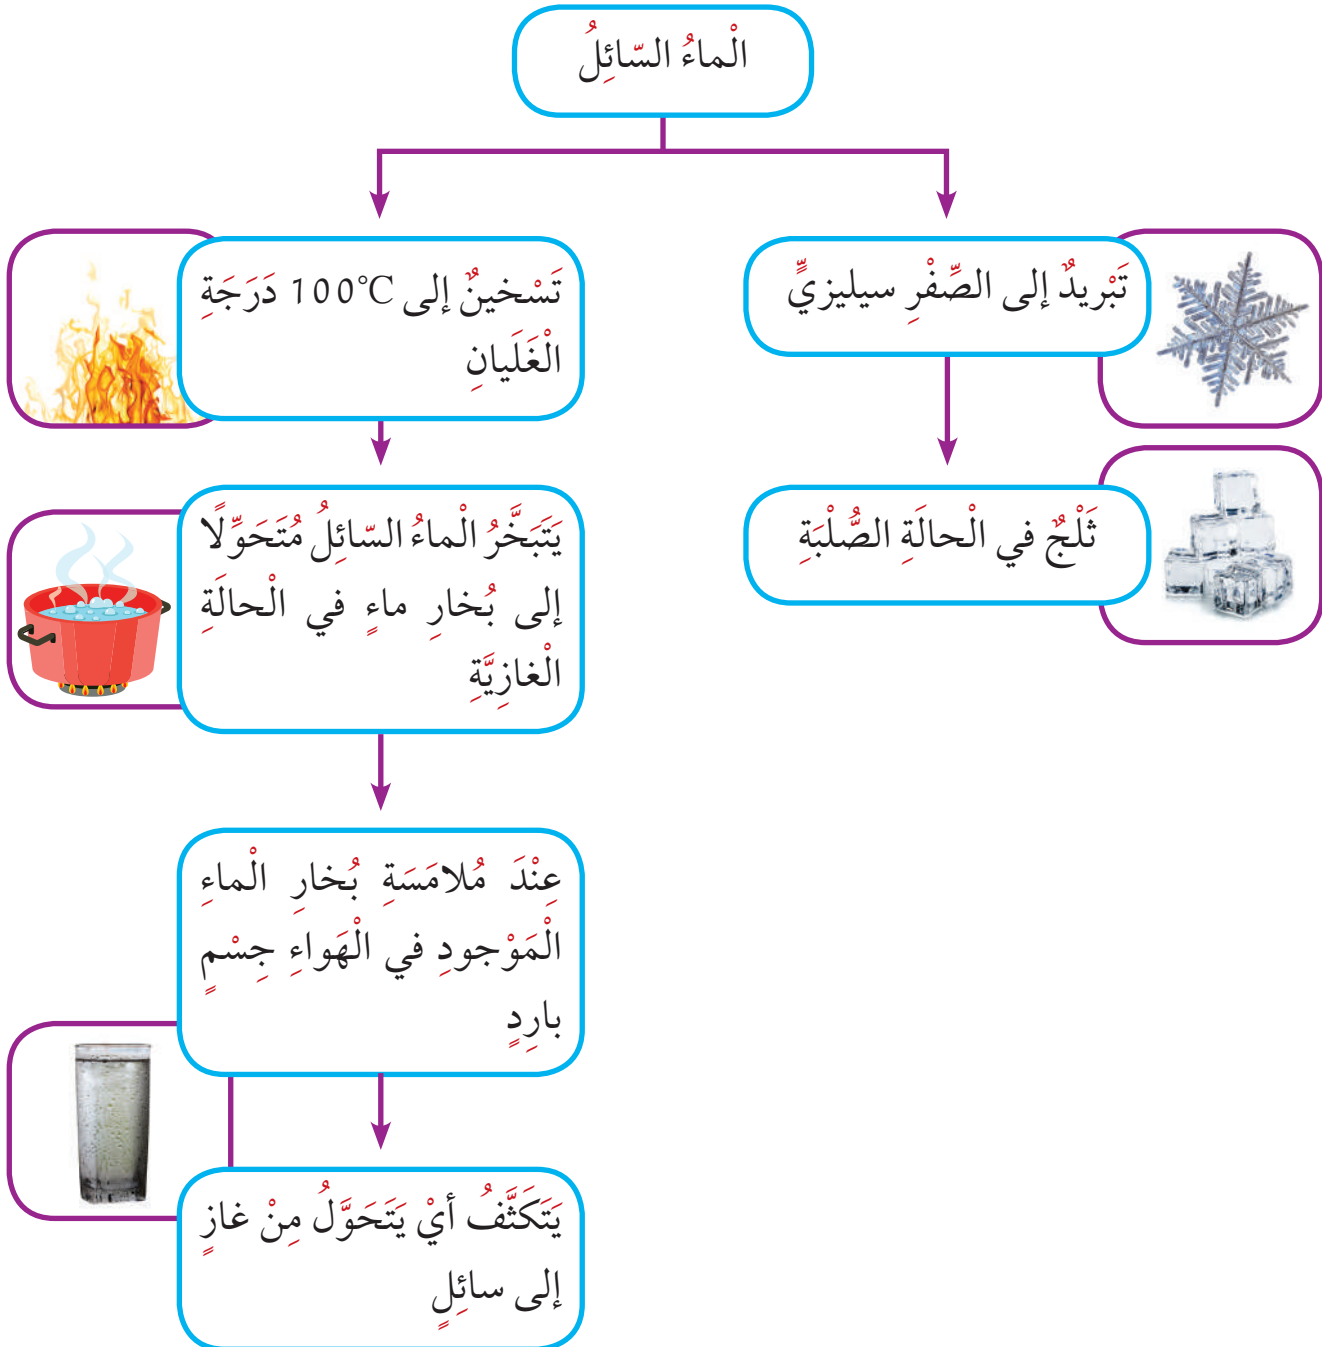 الْماءُ السّائِلُ
تَبْريدٌ إلى الصِّفْرِ سيليزيٍّ
ثَلْجٌ في الْحالَةِ الصُّلْبَةِ
تَسْخينٌ إلى 100℃ دَرَجَةِ
الْغَلَيانِ
يَتَبَخَّرُ الْماءُ السّائِلُ مُتَحَوِّلًا
إلى بُخارِ ماءٍ في الْحالَةِ
الْغازِيَّةِ
عِنْدَ مُلامَسَةِ بُخارِ الْماءِ
الْمَوْجودِ في الْهَواءِ جِسْمٍ
بارِدٍ
يَتَكَثَّفُ أيْ يَتَحَوَّلُ مِنْ غازٍ
إلى سائِلٍ